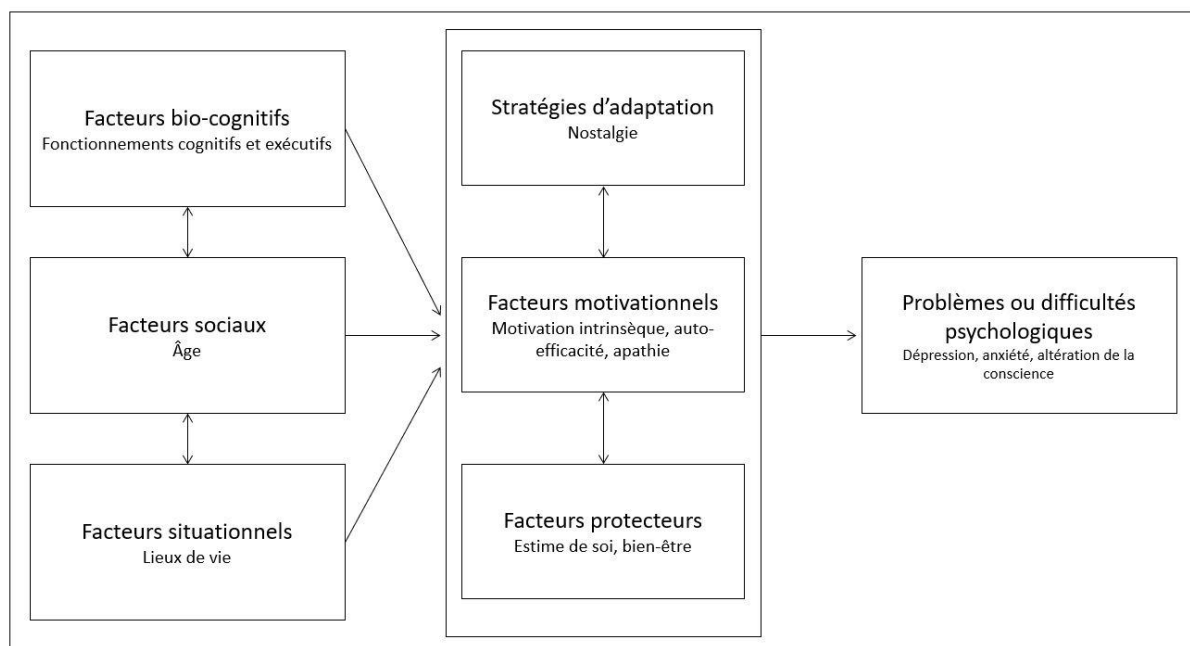 Facteurs bio-cognitifs
Fonctionnements cognitifs et exécutifs
Facteurs sociaux
Âge
Facteurs situationnels
Lieux de vie
Stratégies d’adaptation
Nostalgie
Facteurs motivationnels
Motivation intrinsèque, auto-
efficacité, apathie
Facteurs protecteurs
Estime de soi, bien-être
Problèmes ou difficultés
psychologiques
Dépression, anxiété, altération de la
conscience